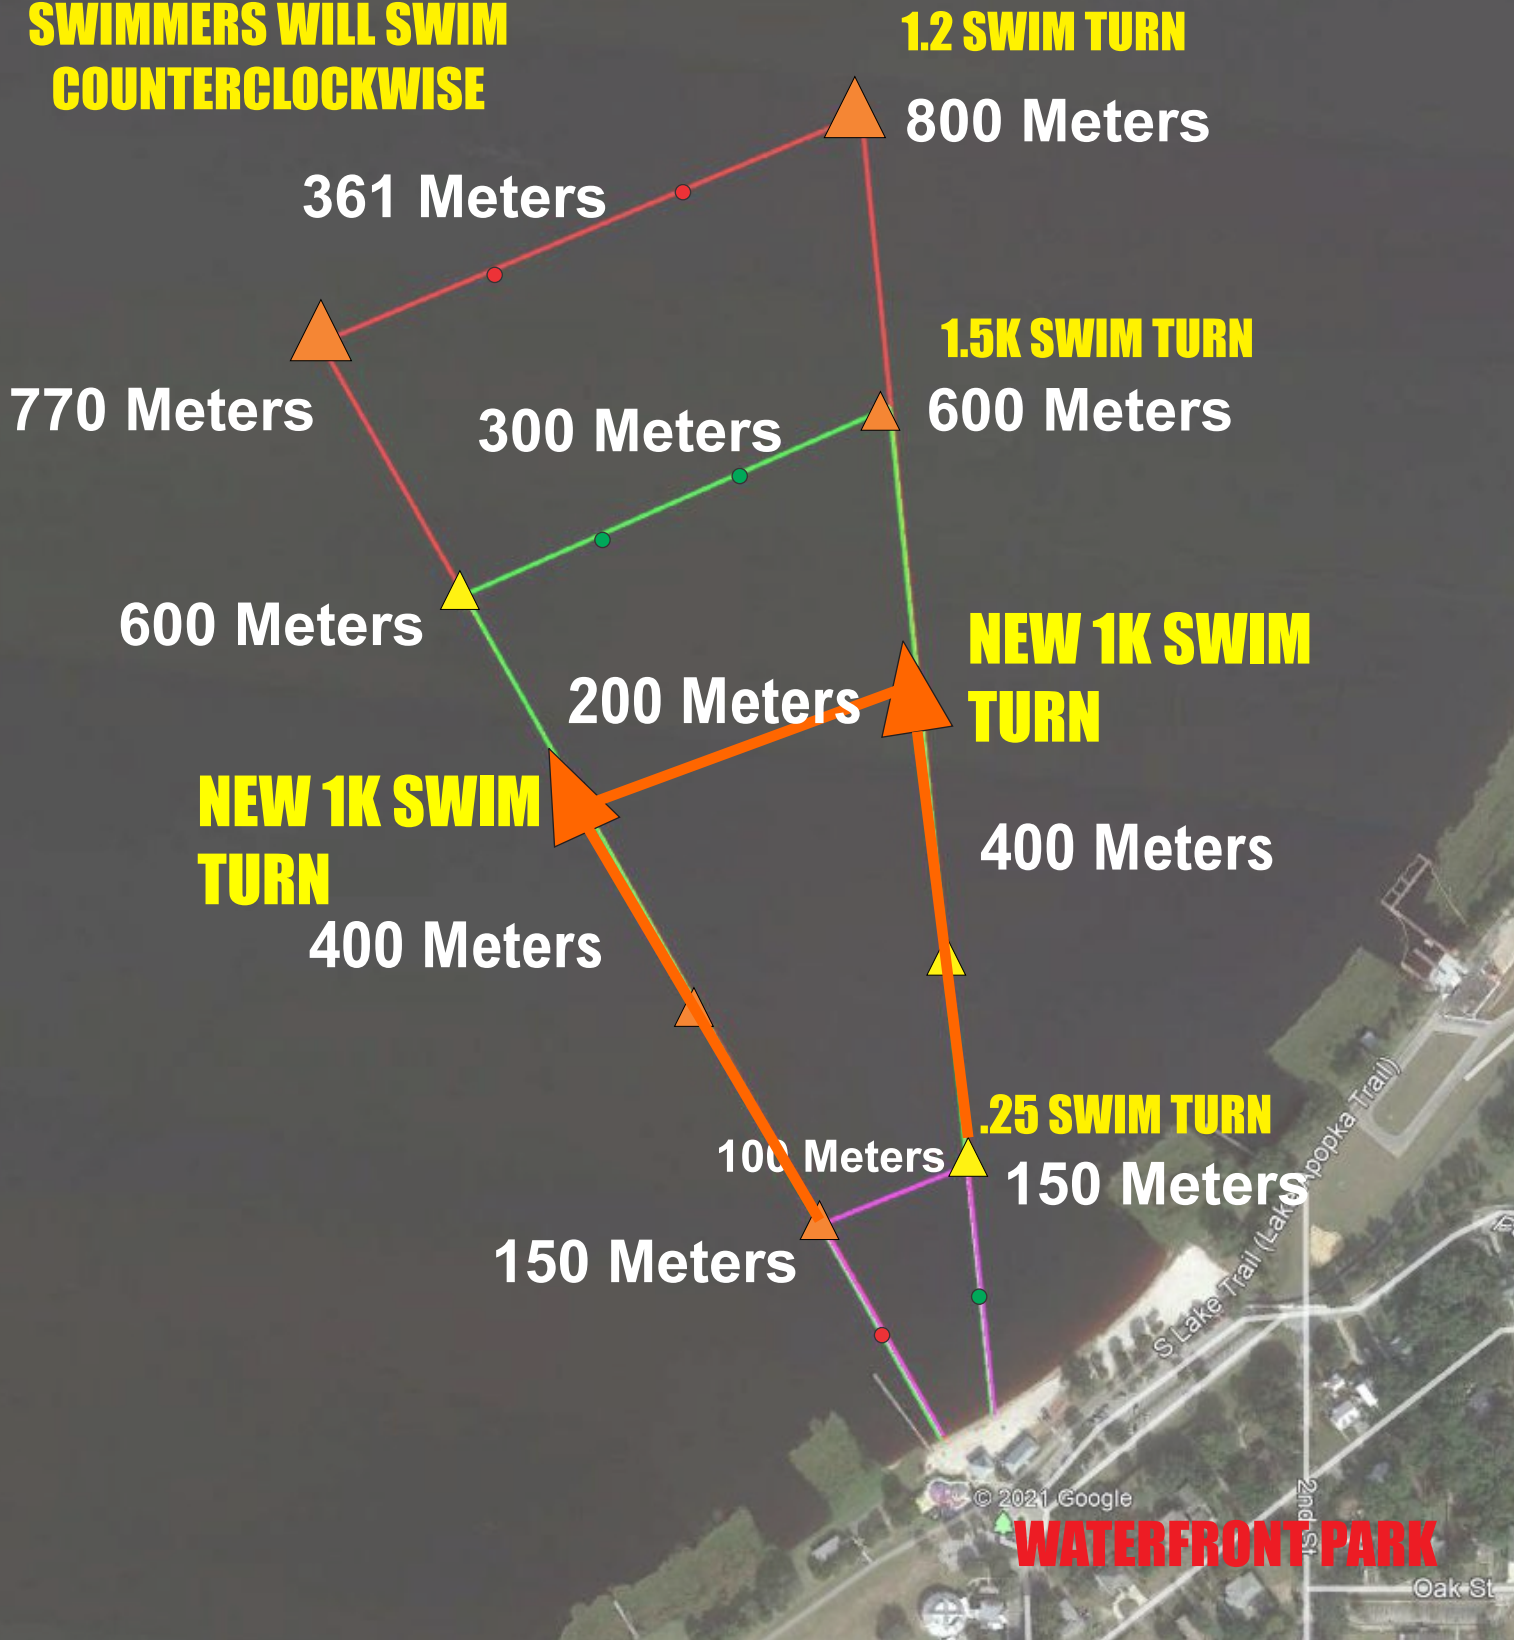 SWIMMERS WILL SWIM
COUNTERCLOCKWISE
1.2 SWIM TURN
800 Meters
361 Meters
1.5K SWIM TURN
770 Meters
300 Meters
600 Meters
600 Meters
NEW 1K SWIM
TURN
200 Meters
NEW 1K SWIM
TURN
400 Meters
400 Meters
.25 SWIM TURN
100 Meters
150 Meters
150 Meters
S Lake Trail (Lake Apopka Trail)
© 2021 Google
2nd St
WATERFRONT PARK
Oak St